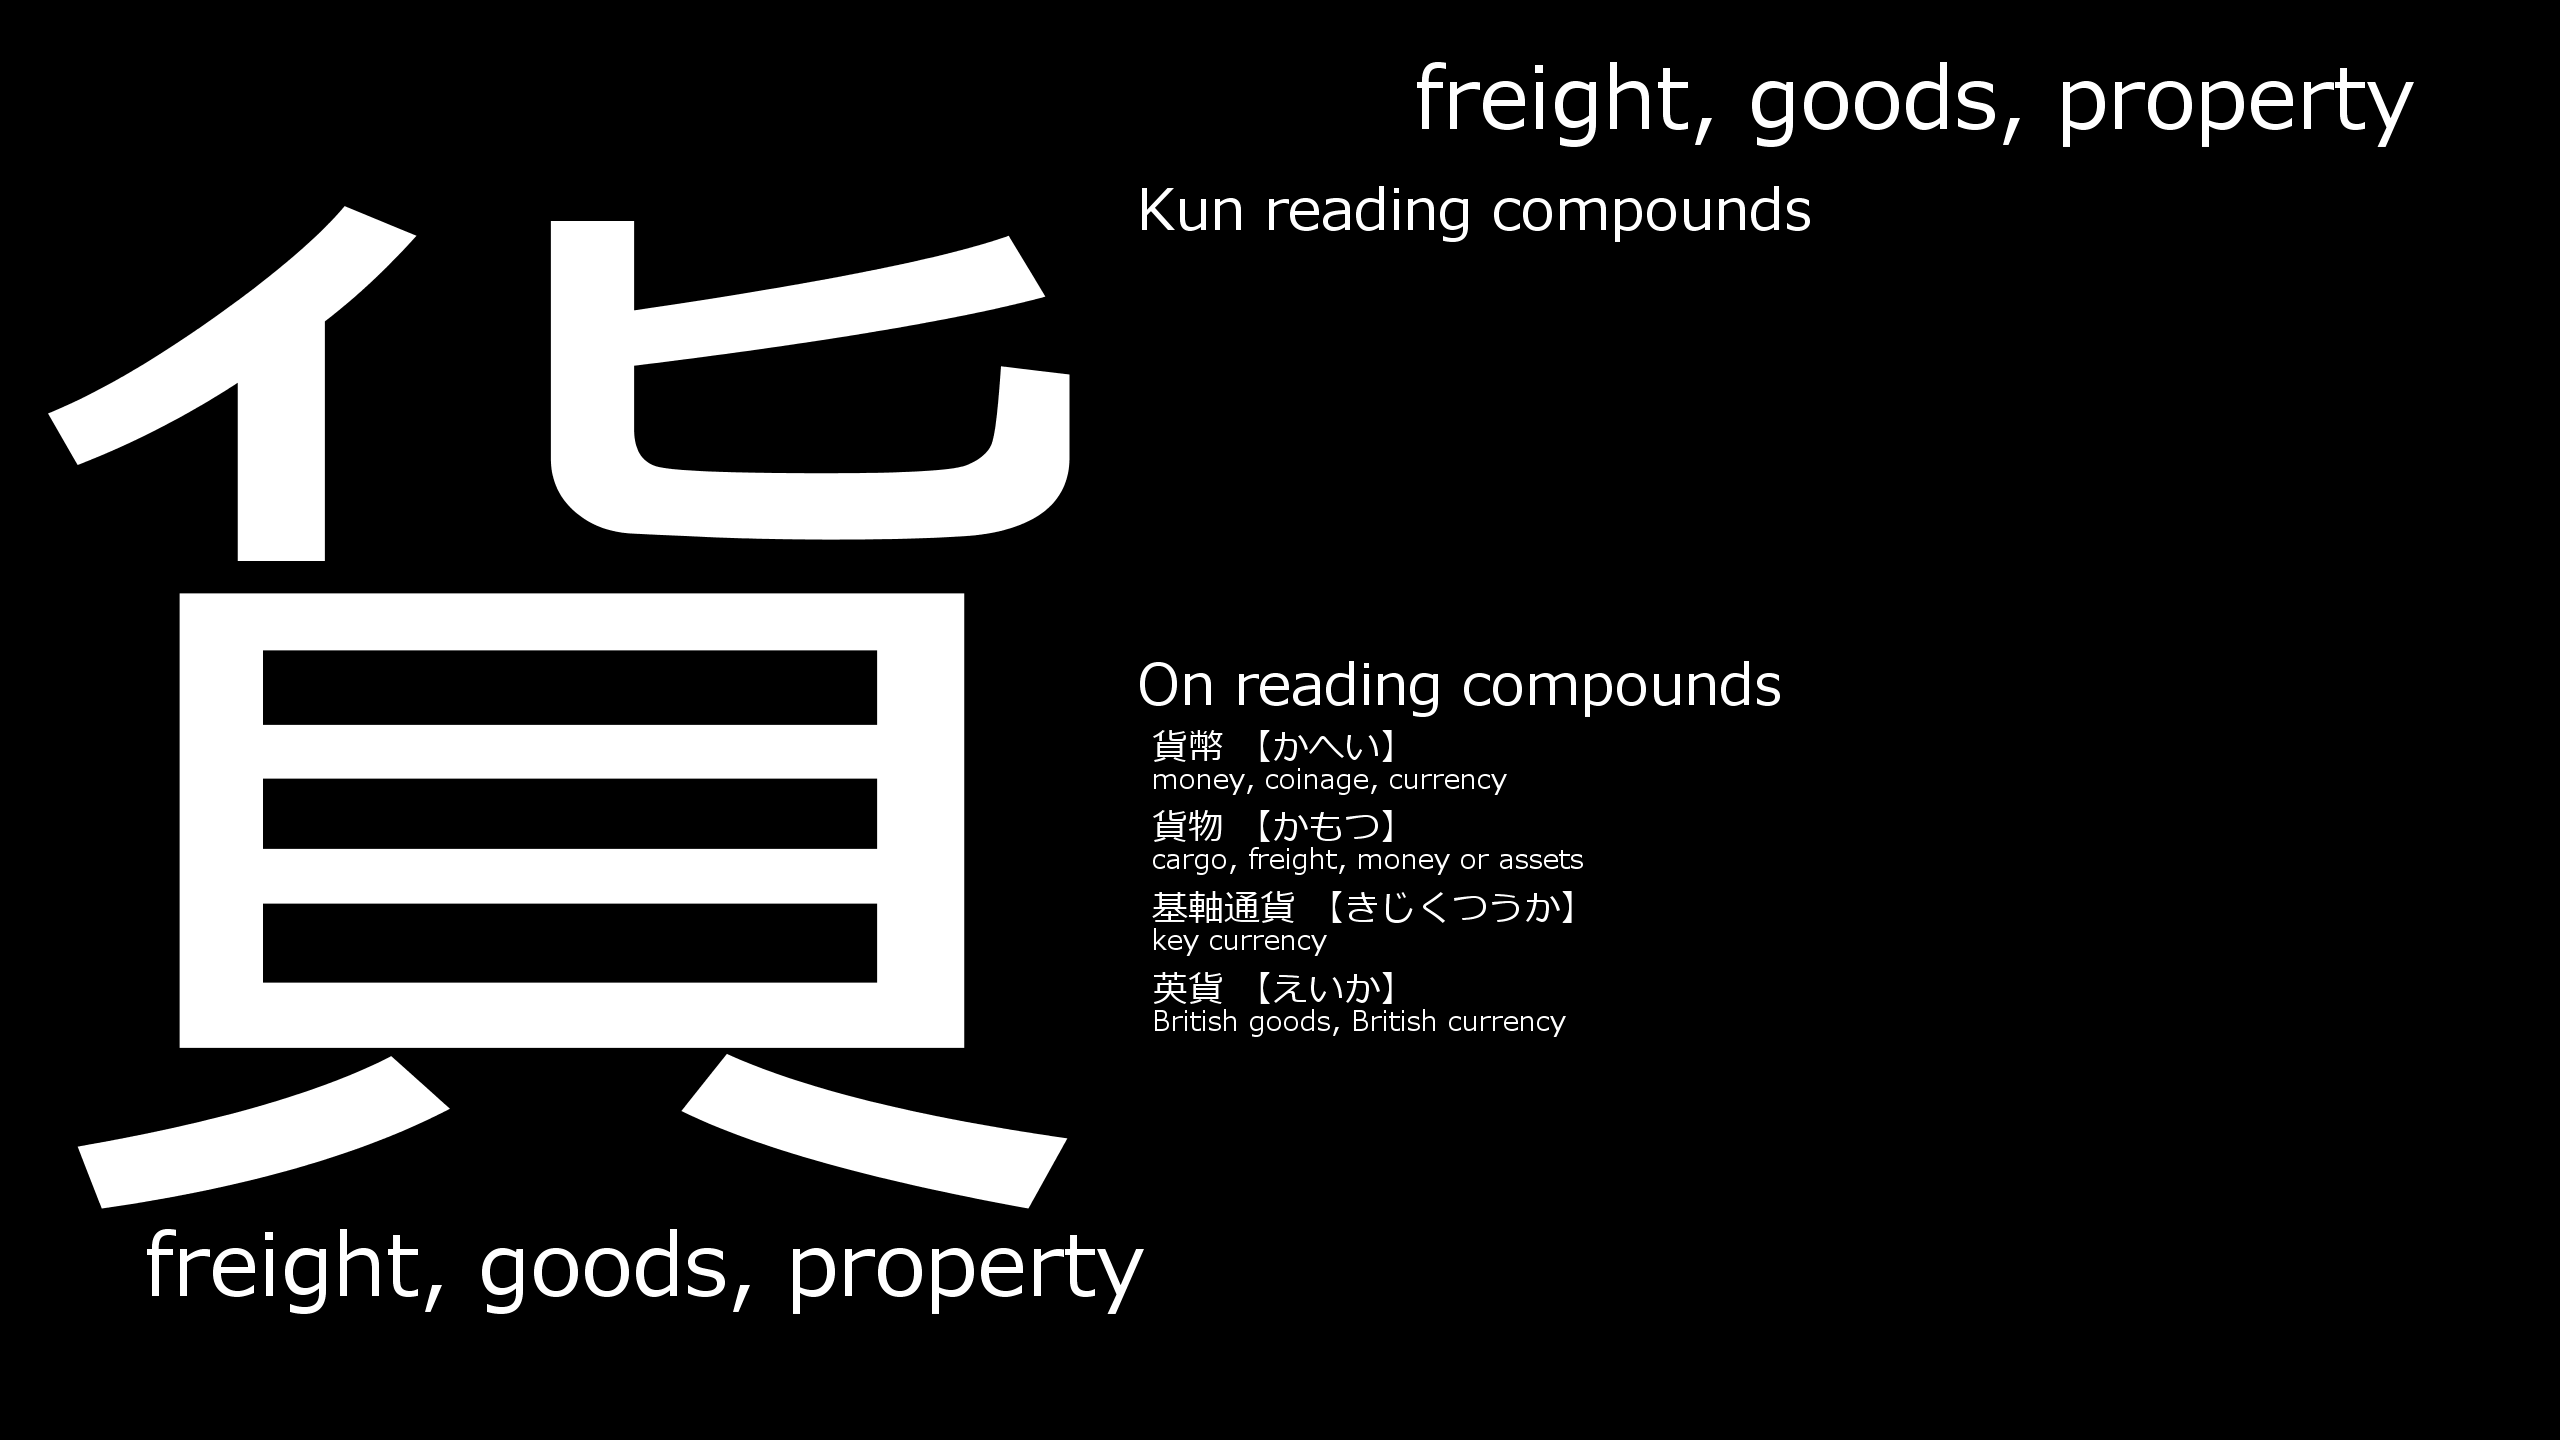 貨
freight, goods, property
freight, goods, property
Kun reading compounds
On reading compounds
貨幣 【かへい】
money, coinage, currency
貨物 【かもつ】
cargo, freight, money or assets
基軸通貨 【きじくつうか】
key currency
英貨 【えいか】
British goods, British currency